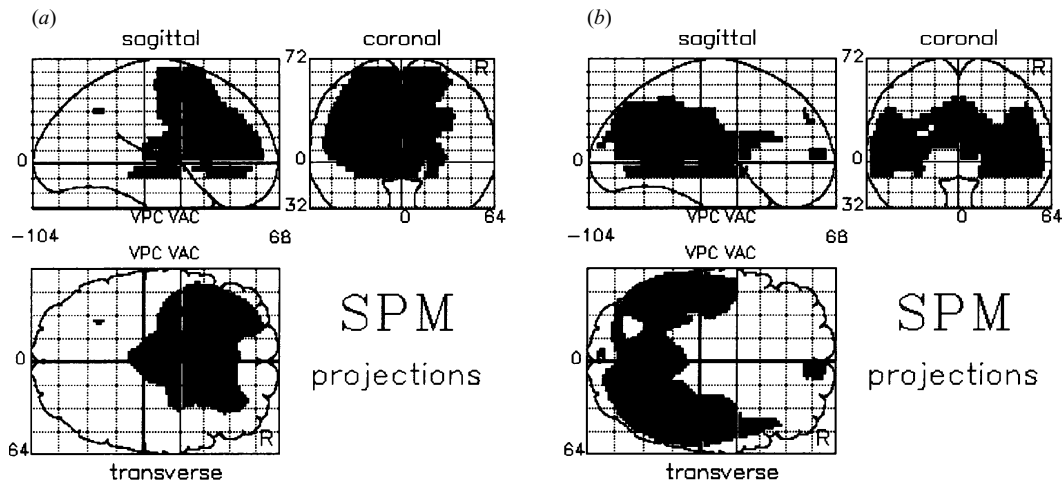 (a)
sagittal
coronal
72
R
0
0
32
VPC VAC
0
64
−104
68
VPC VAC
0
R
64
transverse
SPM
projections
(b)
sagittal
coronal
72
R
0
0
32
VPC VAC
0
64
−104
68
VPC VAC
0
R
64
transverse
SPM
projections